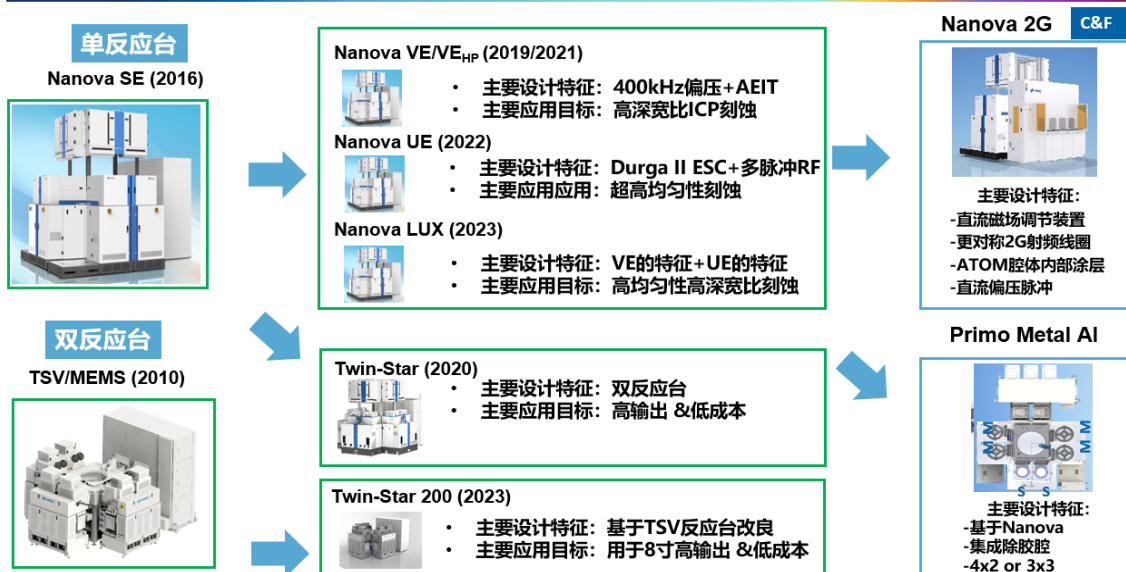 单反应台
Nanova SE (2016)
Nanova VE/VE_HP (2019/2021)
• 主要设计特征：400kHz偏压+AEIT
• 主要应用目标：高深宽比ICP刻蚀
Nanova UE (2022)
• 主要设计特征：Durga II ESC+多脉冲RF
• 主要应用应用：超高均匀性刻蚀
Nanova LUX (2023)
• 主要设计特征：VE的特征+UE的特征
• 主要应用目标：高均匀性高深宽比刻蚀
Nanova 2G
C&F
主要设计特征：
-直流磁场调节装置
-更对称2G射频线圈
-ATOM腔体内部涂层
-直流偏压脉冲
双反应台
TSV/MEMS (2010)
Twin-Star (2020)
• 主要设计特征：双反应台
• 主要应用目标：高输出 &低成本
Twin-Star 200 (2023)
• 主要设计特征：基于TSV反应台改良
• 主要应用目标：用于8寸高输出 &低成本
Primo Metal AI
M
M
M
M
S
S
主要设计特征：
-基于Nanova
-集成除胶腔
-4x2 or 3x3